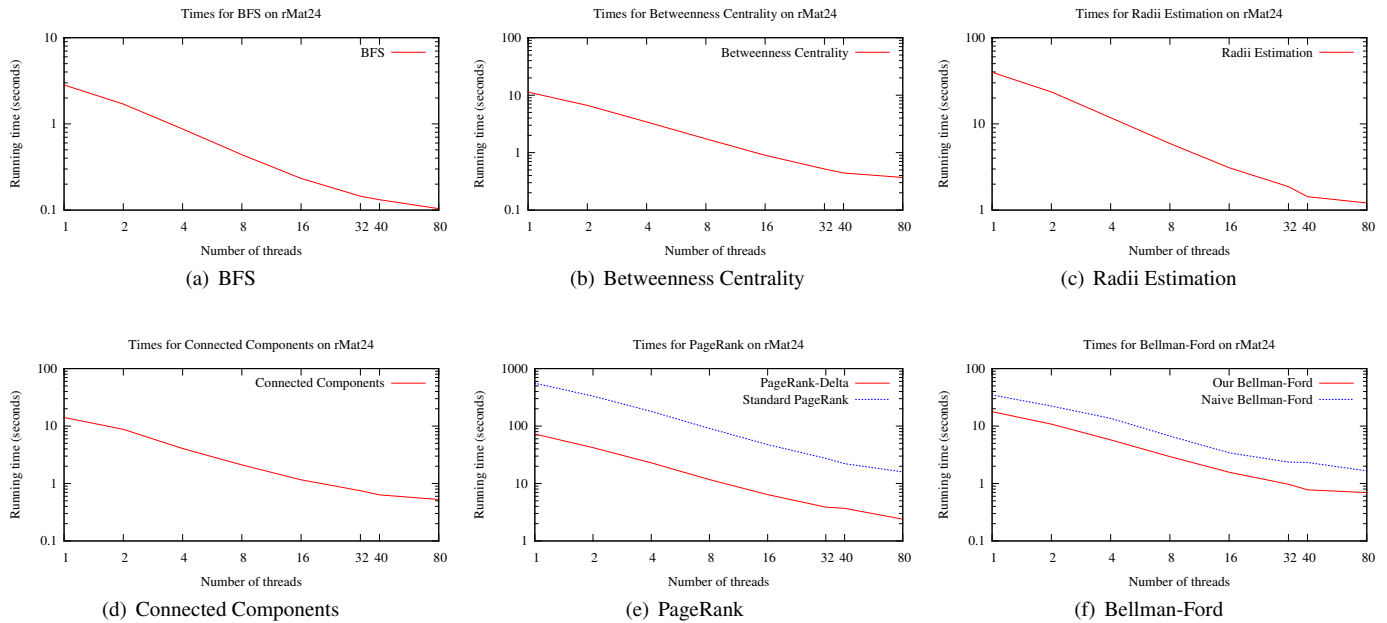 Times for BFS on rMat24
10
1
0.1
Running time (seconds)
BFS
1 2 4 8 16 32 40 80
Number of threads
(a) BFS
Times for Betweenness Centrality on rMat24
100
10
1
0.1
Running time (seconds)
Betweenness Centrality
1 2 4 8 16 32 40 80
Number of threads
(b) Betweenness Centrality
Times for Radii Estimation on rMat24
100
10
1
Running time (seconds)
Radii Estimation
1 2 4 8 16 32 40 80
Number of threads
(c) Radii Estimation
Times for Connected Components on rMat24
100
10
1
0.1
Running time (seconds)
Connected Components
1 2 4 8 16 32 40 80
Number of threads
(d) Connected Components
Times for PageRank on rMat24
1000
100
10
1
Running time (seconds)
PageRank-Delta
Standard PageRank
1 2 4 8 16 32 40 80
Number of threads
(e) PageRank
Times for Bellman-Ford on rMat24
100
10
1
0.1
Running time (seconds)
Our Bellman-Ford
Naive Bellman-Ford
1 2 4 8 16 32 40 80
Number of threads
(f) Bellman-Ford